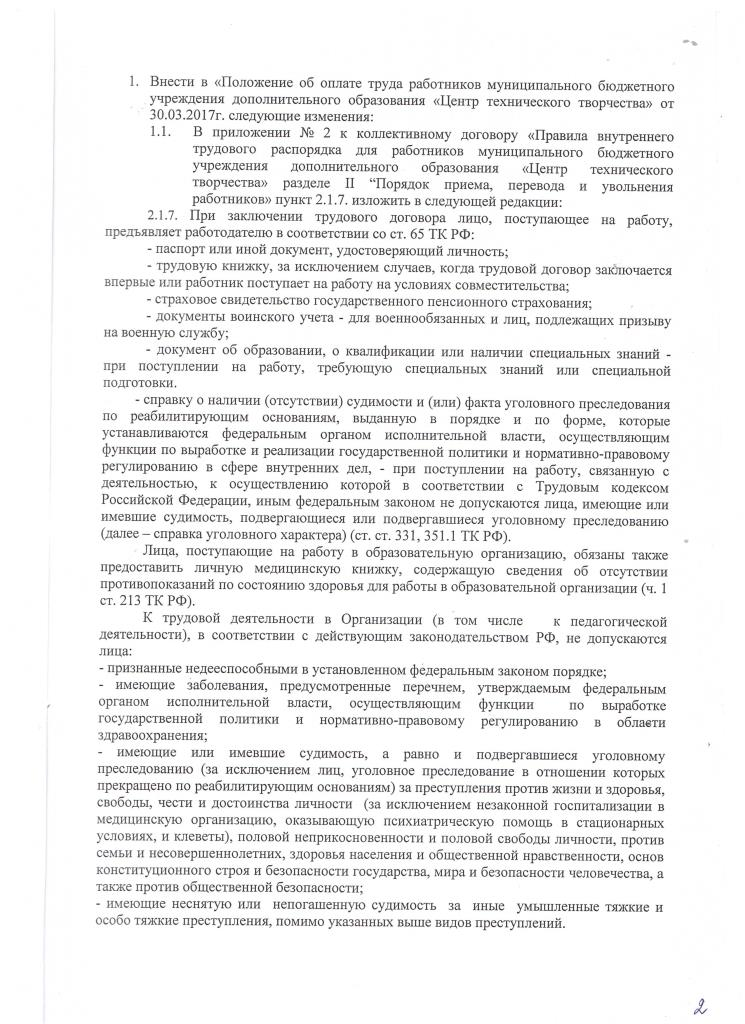 1. Внести в «Положение об оплате труда работников муниципального бюджетного
учреждения дополнительного образования «Центр технического творчества» от
30.03.2017г. следующие изменения:
1.1. В приложении № 2 к коллективному договору «Правила внутреннего
трудового распорядка для работников муниципального бюджетного
учреждения дополнительного образования «Центр технического
творчества» разделе II “Порядок приема, перевода и увольнения
работников» пункт 2.1.7. изложить в следующей редакции:
2.1.7. При заключении трудового договора лицо, поступающее на работу,
предъявляет работодателю в соответствии со ст. 65 ТК РФ:
- паспорт или иной документ, удостоверяющий личность;
- трудовую книжку, за исключением случаев, когда трудовой договор заключается
впервые или работник поступает на работу на условиях совместительства;
- страховое свидетельство государственного пенсионного страхования;
- документы воинского учета - для военнообязанных и лиц, подлежащих призыву
на военную службу;
- документ об образовании, о квалификации или наличии специальных знаний -
при поступлении на работу, требующую специальных знаний или специальной
подготовки.
- справку о наличии (отсутствии) судимости и (или) факта уголовного преследования
по реабилитирующим основаниям, выданную в порядке и по форме, которые
устанавливаются федеральным органом исполнительной власти, осуществляющим
функции по выработке и реализации государственной политики и нормативно-правовому
регулированию в сфере внутренних дел, - при поступлении на работу, связанную с
деятельностью, к осуществлению которой в соответствии с Трудовым кодексом
Российской Федерации, иным федеральным законом не допускаются лица, имеющие или
имевшие судимость, подвергающиеся или подвергавшиеся уголовному преследованию
(далее – справка уголовного характера) (ст. ст. 331, 351.1 ТК РФ).
Лица, поступающие на работу в образовательную организацию, обязаны также
предоставить личную медицинскую книжку, содержащую сведения об отсутствии
противопоказаний по состоянию здоровья для работы в образовательной организации (ч. 1
ст. 213 ТК РФ).
К трудовой деятельности в Организации (в том числе к педагогической
деятельности), в соответствии с действующим законодательством РФ, не допускаются
лица:
- признанные недееспособными в установленном федеральным законом порядке;
- имеющие заболевания, предусмотренные перечнем, утверждаемым федеральным
органом исполнительной власти, осуществляющим функции по выработке
государственной политики и нормативно-правовому регулированию в области
здравоохранения;
- имеющие или имевшие судимость, а равно и подвергавшиеся уголовному
преследованию (за исключением лиц, уголовное преследование в отношении которых
прекращено по реабилитирующим основаниям) за преступления против жизни и здоровья,
свободы, чести и достоинства личности (за исключением незаконной госпитализации в
медицинскую организацию, оказывающую психиатрическую помощь в стационарных
условиях, и клеветы), половой неприкосновенности и половой свободы личности, против
семьи и несовершеннолетних, здоровья населения и общественной нравственности, основ
конституционного строя и безопасности государства, мира и безопасности человечества, а
также против общественной безопасности;
- имеющие неснятую или непогашенную судимость за иные умышленные тяжкие и
особо тяжкие преступления, помимо указанных выше видов преступлений.
2